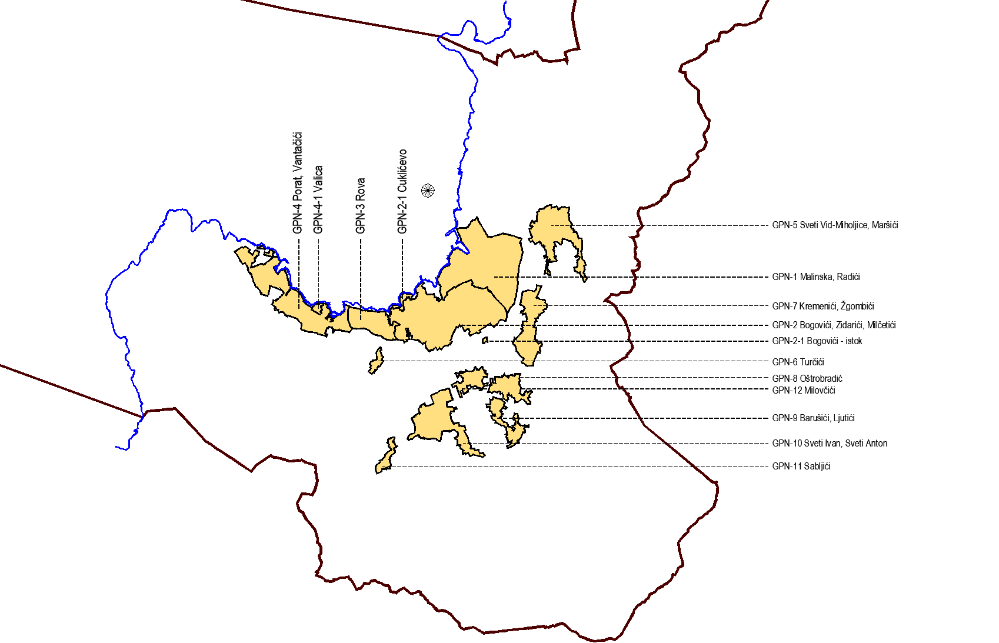 GPN-4 Porat, Vantačići
GPN-4-1 Valica
GPN-3 Rova
GPN-2-1 Cuklićevo
GPN-5 Sveti Vid-Miholjice, Maršići
GPN-1 Malinska, Radići
GPN-7 Kremenići, Žgombići
GPN-2 Bogovići, Zidarići, Milčetići
GPN-2-1 Bogovići - istok
GPN-6 Turčići
GPN-8 Oštrobradić
GPN-12 Milovčići
GPN-9 Barušići, Ljutići
GPN-10 Sveti Ivan, Sveti Anton
GPN-11 Sabljići